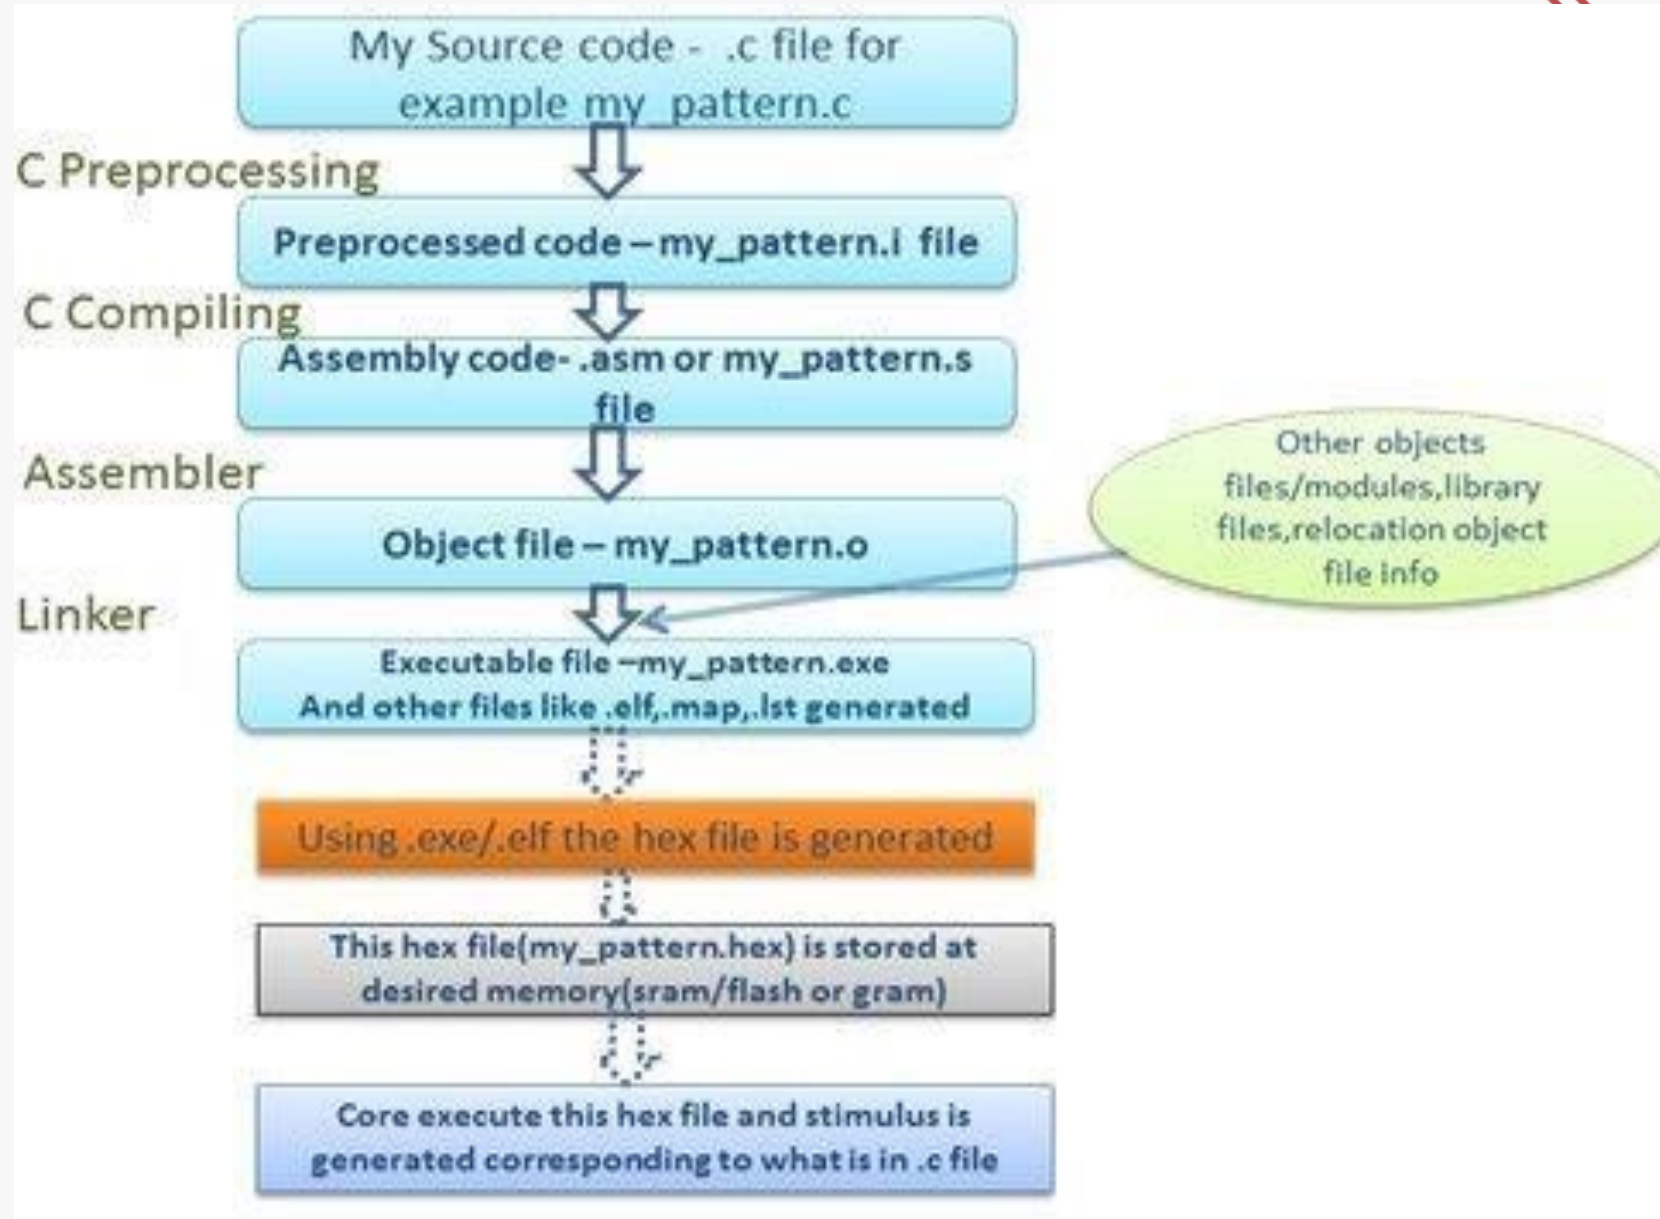 My Source code - .c file for
example my_pattern.c
C Preprocessing
Preprocessed code – my_pattern.i file
C Compiling
Assembly code- .asm or my_pattern.s
file
Assembler
Object file – my_pattern.o
Other objects
files/modules,library
files,relocation object
file info
Linker
Executable file –my_pattern.exe
And other files like .elf,.map,.lst generated
Using .exe/.elf the hex file is generated
This hex file(my_pattern.hex) is stored at
desired memory(sram/flash or gram)
Core execute this hex file and stimulus is
generated corresponding to what is in .c file